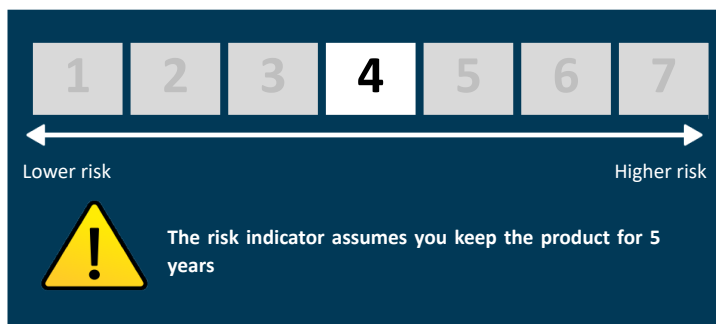 1 2 3 4 5 6 7
Lower risk Higher risk
!
The risk indicator assumes you keep the product for 5
years